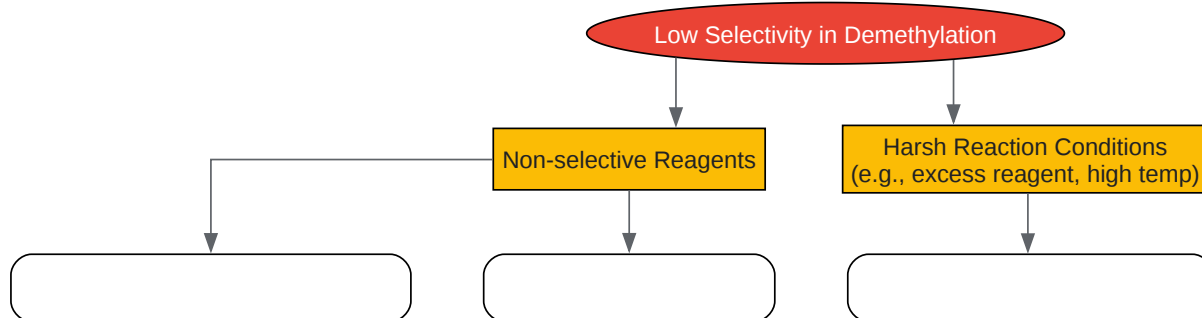 Low Selectivity in Demethylation
Non-selective Reagents
Harsh Reaction Conditions
(e.g., excess reagent, high temp)